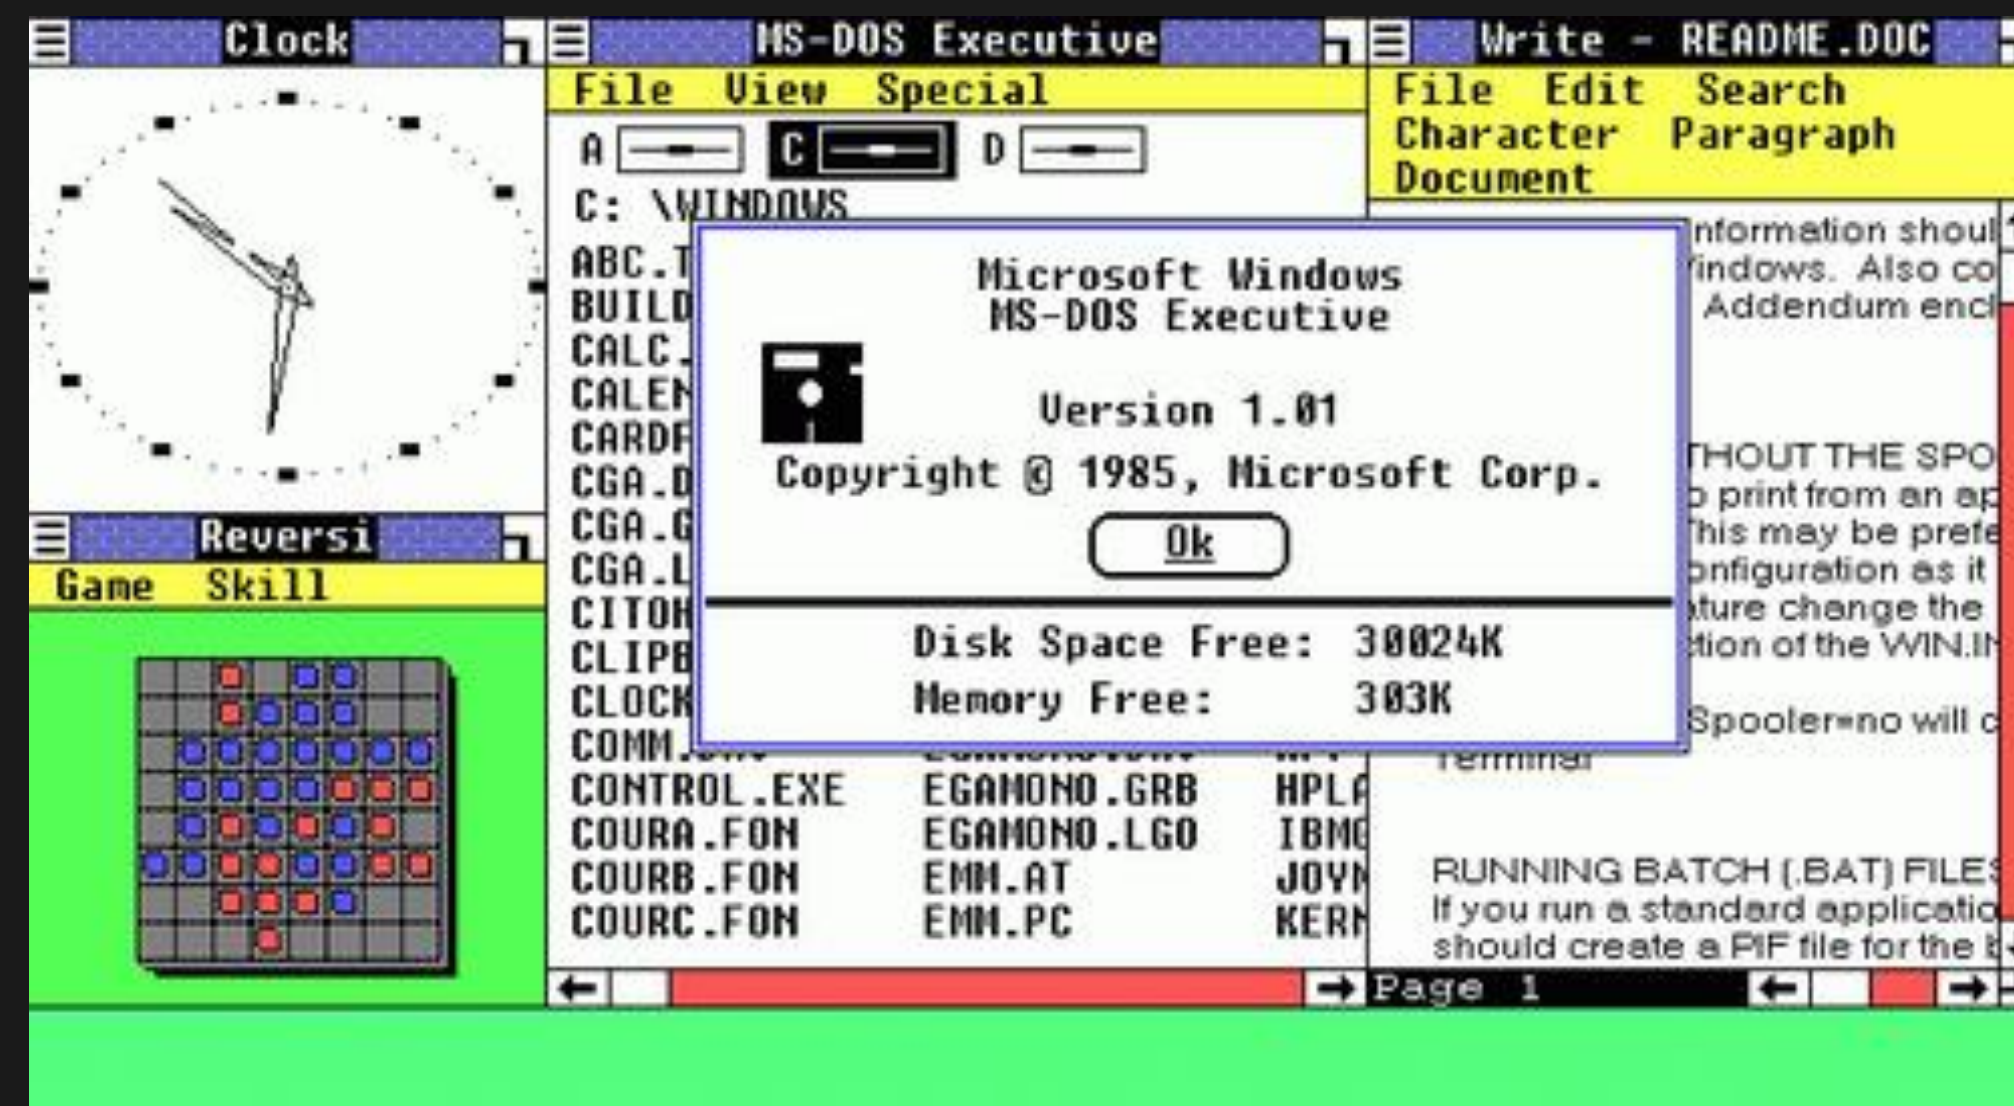 Clock
MS-DOS Executive
Write - README.DOC
File View Special
File Edit Search
Character Paragraph
Document
A C D
C: \WINDOWS
ABC.T
BUILD
CALC.
CALEN
CARDF
CGA.D
CGA.G
CGA.L
CITOH
CLIPB
CLOCK
COMM.
CONTROL.EXE EGAMONO.GRB HPLA
COURA.FON EGAMONO.LGO IBMG
COURB.FON EMM.AT JOYM
COURC.FON EMM.PC KERN
Microsoft Windows
MS-DOS Executive
Version 1.01
Copyright © 1985, Microsoft Corp.
Ok
Disk Space Free: 30024K
Memory Free: 303K
nformation shoul
indows. Also co
Addendum encl
THOUT THE SPO
o print from an ap
This may be prefe
onfiguration as it
ature change the
tion of the WIN.IN
Spooler=no will c
Terminal
RUNNING BATCH (.BAT) FILES
If you run a standard applicatio
should create a PIF file for the b
Page 1
Reversi
Game Skill